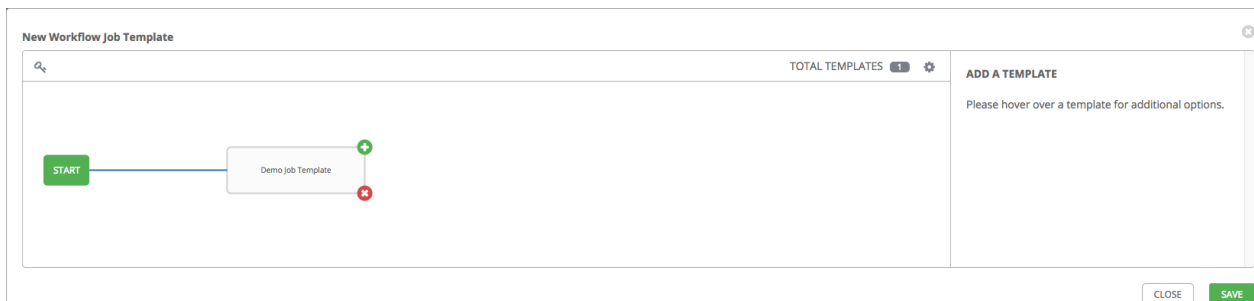 New Workflow Job Template
TOTAL TEMPLATES 1
ADD A TEMPLATE
Please hover over a template for additional options.
START
Demo Job Template
CLOSE
SAVE